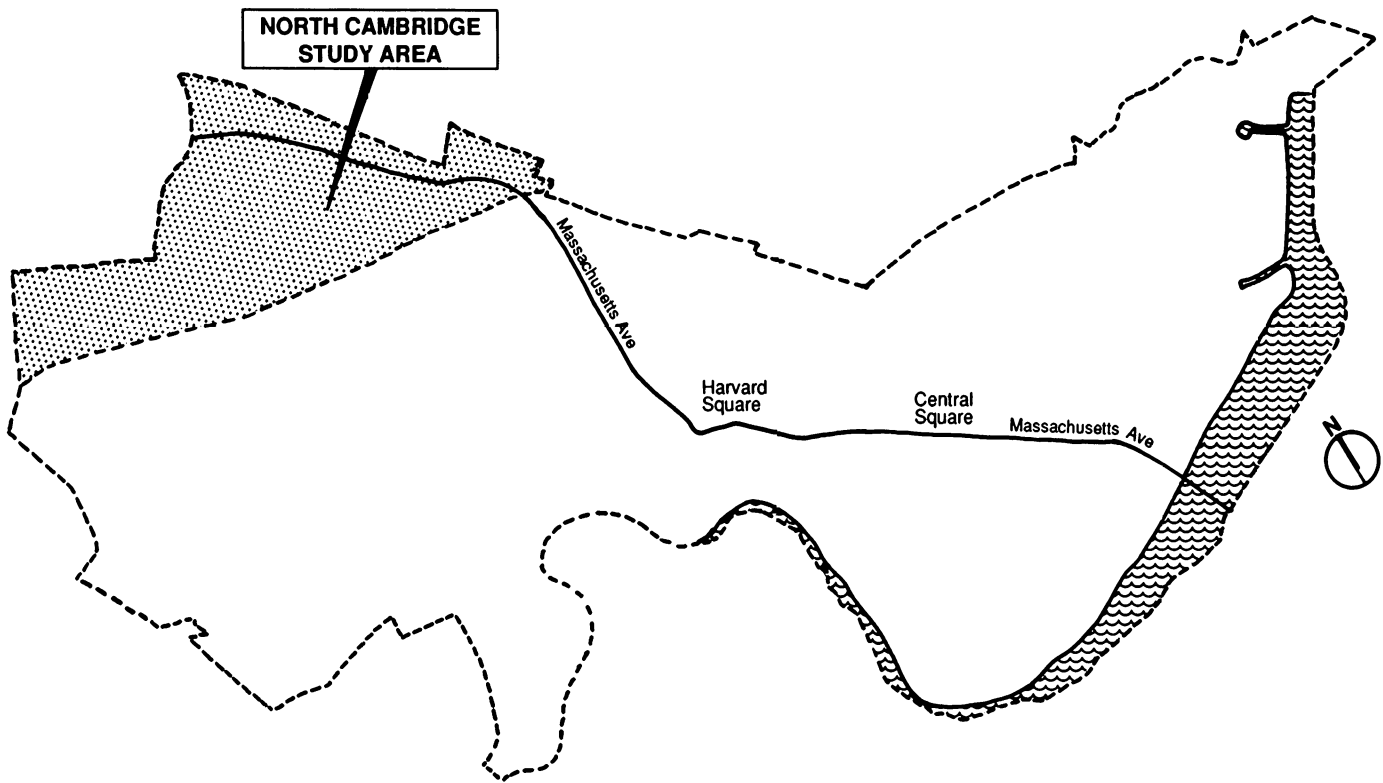 NORTH CAMBRIDGE
STUDY AREA
Massachusetts Ave
Harvard
Square
Central
Square
Massachusetts Ave
N